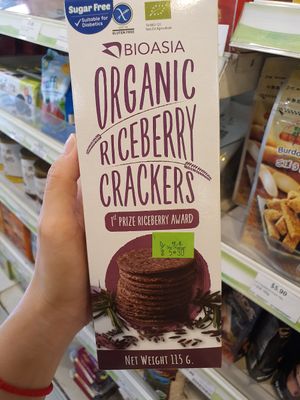 Sugar Free
Suitable for
Diabetics
GLUTEN FREE
BIOASIA
ORGANIC
RICEBERRY
CRACKERS
1st PRIZE RICEBERRY AWARD
NET WEIGHT 115 G.
Burdo
$5.90